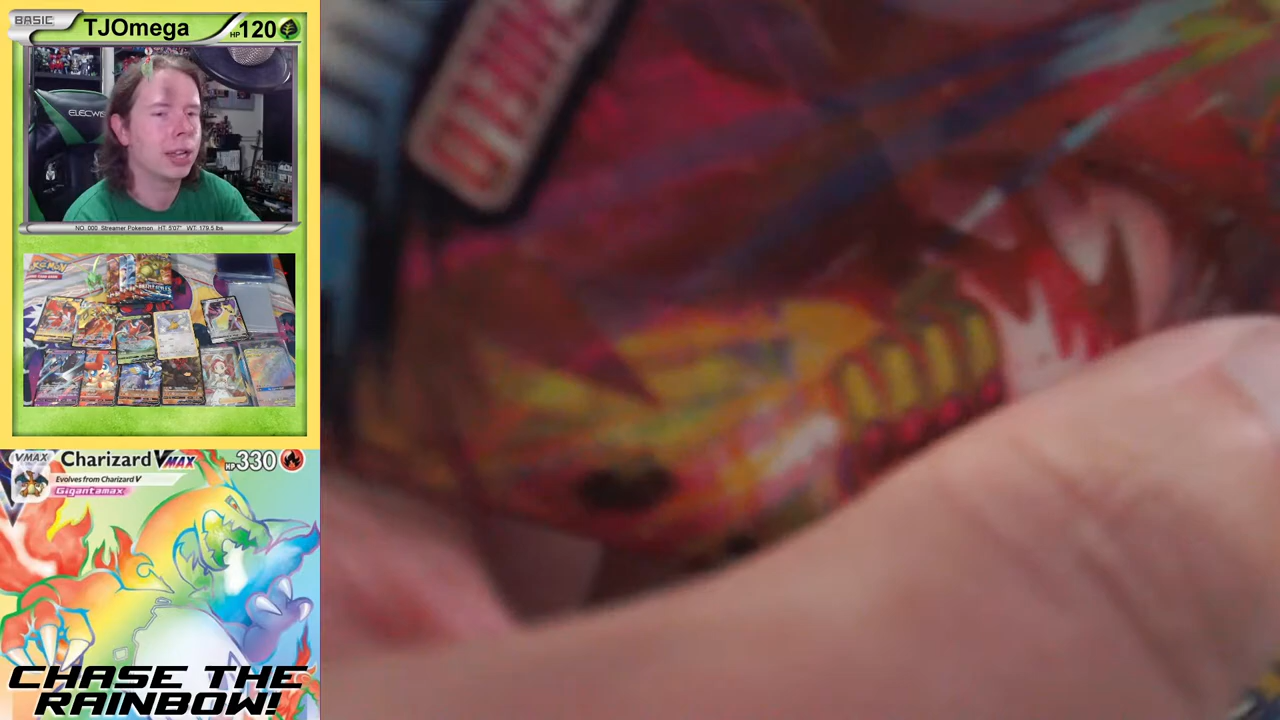 BASIC
TJOmega
HP120
ELECWS
NO. 000 Streamer Pokemon HT: 5'07" WT: 179.5 lbs
VMAX
Charizard VMAX
HP330
Evolves from Charizard V
Gigantamax
CHASE THE
RAINBOW!